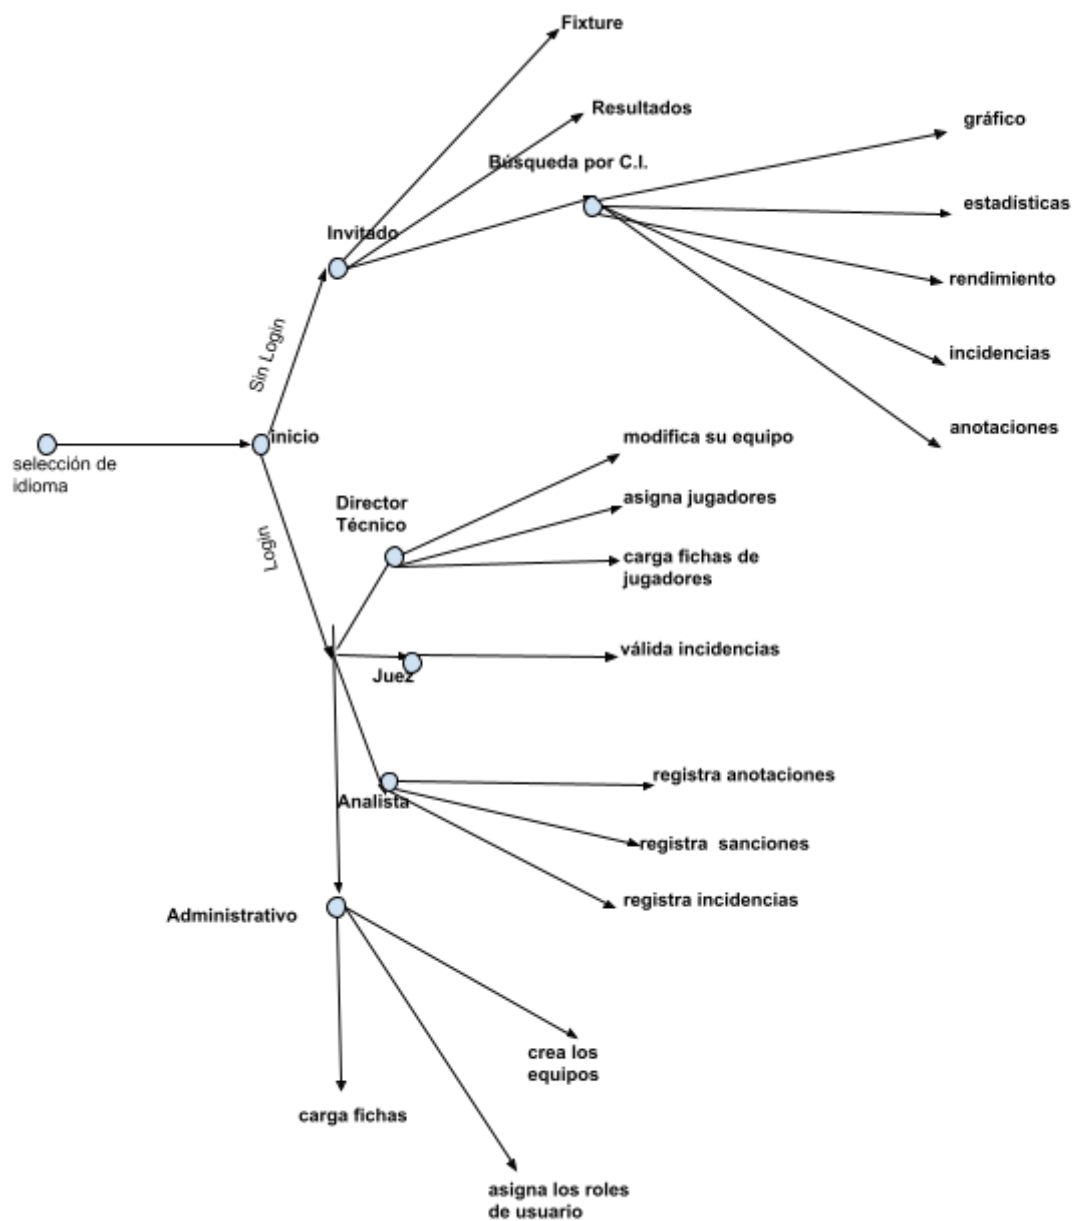 Fixture
Resultados
gráfico
Búsqueda por C.I.
estadisticas
Invitado
rendimiento
Sin Login
incidencias
anotaciones
inicio
modifica su equipo
selección de
idioma
Director
Técnico
asigna jugadores
Login
carga fichas de
jugadores
válida incidencias
Juez
registra anotaciones
Analista
registra sanciones
registra incidencias
Administrativo
crea los
equipos
carga fichas
asigna los roles
de usuario